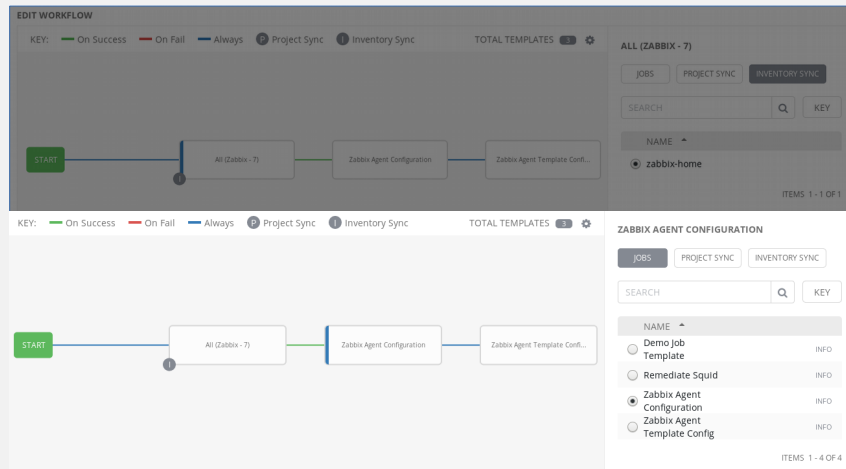 EDIT WORKFLOW
KEY: On Success On Fail Always P Project Sync I Inventory Sync TOTAL TEMPLATES 3
ALL (ZABBIX - 7)
JOBS PROJECT SYNC INVENTORY SYNC
SEARCH KEY
NAME
zabbix-home
ITEMS 1 - 1 OF 1
START All (Zabbix - 7) Zabbix Agent Configuration Zabbix Agent Template Confi...
I
KEY: On Success On Fail Always P Project Sync I Inventory Sync TOTAL TEMPLATES 3
ZABBIX AGENT CONFIGURATION
JOBS PROJECT SYNC INVENTORY SYNC
SEARCH KEY
NAME
Demo Job
Template INFO
Remediate Squid INFO
Zabbix Agent
Configuration INFO
Zabbix Agent
Template Config INFO
ITEMS 1 - 4 OF 4
START All (Zabbix - 7) Zabbix Agent Configuration Zabbix Agent Template Confi...
I